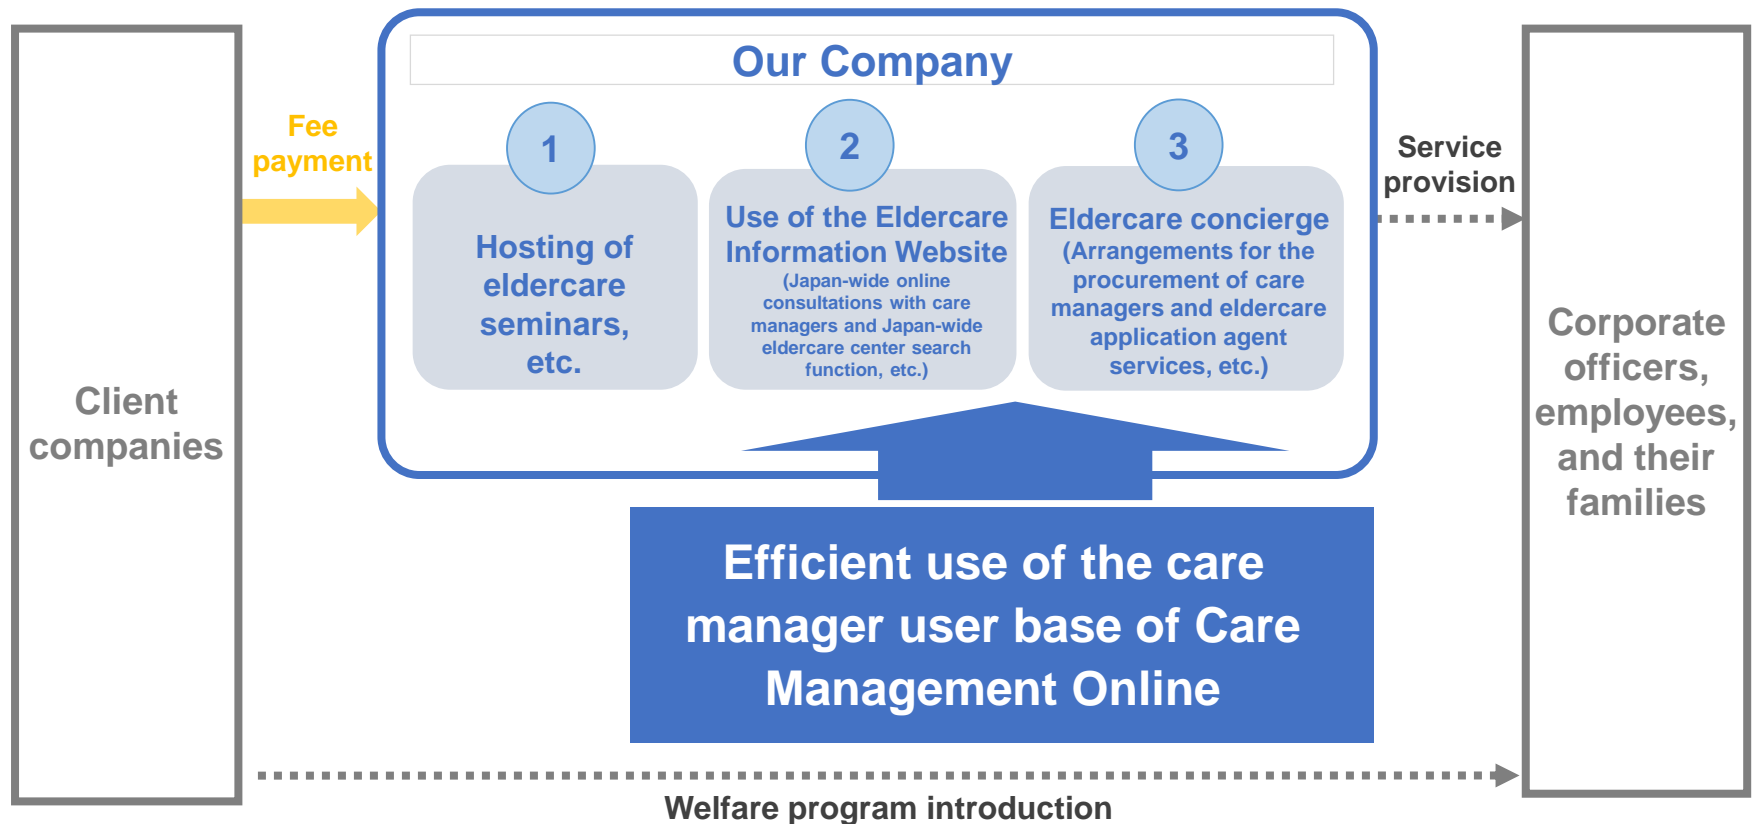 Our Company
Fee
payment
1
2
3
Hosting of
eldercare
seminars,
etc.
Use of the Eldercare
Information Website
(Japan-wide online
consultations with care
managers and Japan-wide
eldercare center search
function, etc.)
Eldercare concierge
(Arrangements for the
procurement of care
managers and eldercare
application agent
services, etc.)
Service
provision
Client
companies
Corporate
officers,
employees,
and their
families
Efficient use of the care
manager user base of Care
Management Online
Welfare program introduction